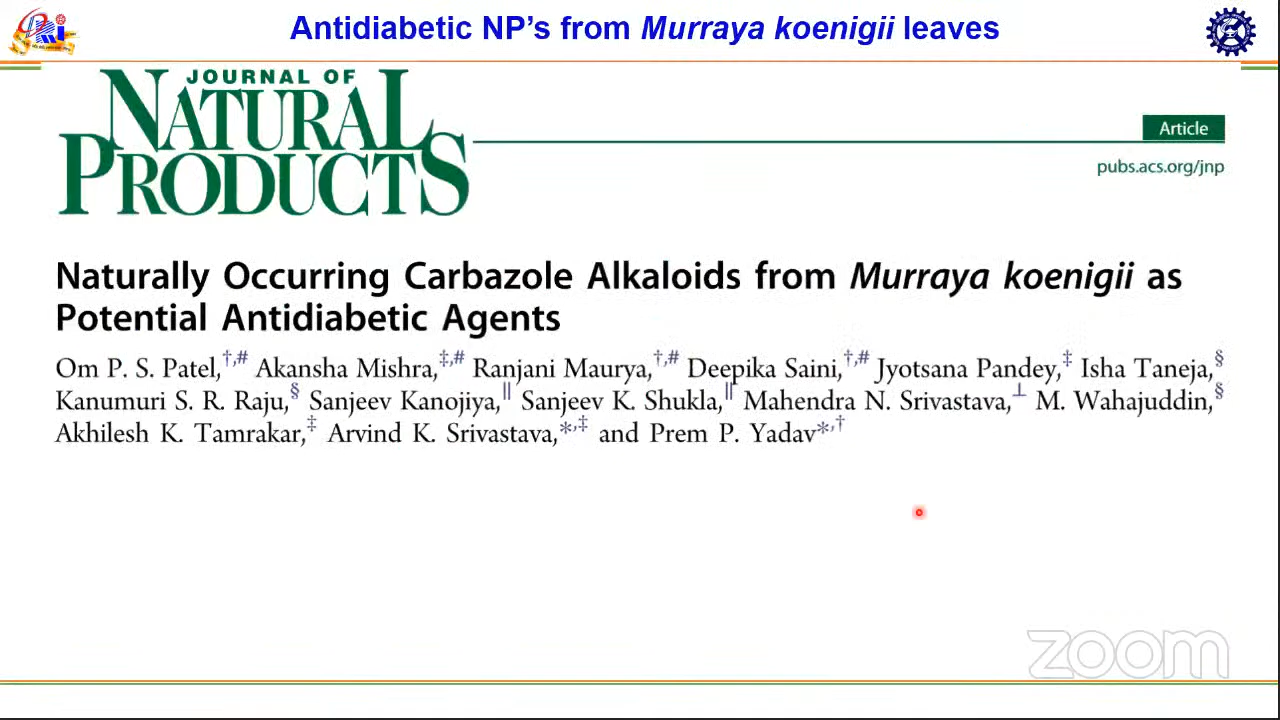 Antidiabetic NP's from Murraya koenigii leaves
JOURNAL OF
NATURAL
PRODUCTS
Article
pubs.acs.org/jnp
Naturally Occurring Carbazole Alkaloids from Murraya koenigii as
Potential Antidiabetic Agents
Om P. S. Patel,†,# Akansha Mishra,‡,# Ranjani Maurya,†,# Deepika Saini,†,# Jyotsana Pandey,‡ Isha Taneja,§
Kanumuri S. R. Raju,§ Sanjeev Kanojiya,∥ Sanjeev K. Shukla,∥ Mahendra N. Srivastava,⊥ M. Wahajuddin,§
Akhilesh K. Tamrakar,‡ Arvind K. Srivastava,*,‡ and Prem P. Yadav*,†
zoom